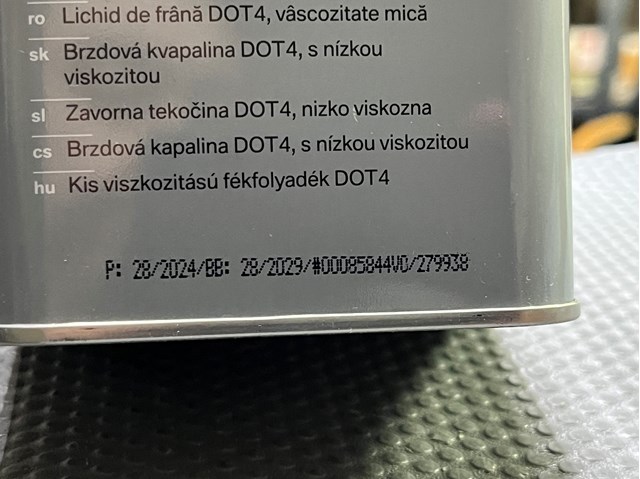 ro Lichid de frână DOT4, vâscozitate mică
sk Brzdová kvapalina DOT4, s nízkou
viskozitou
sl Zavorna tekočina DOT4, nizko viskozna
cs Brzdová kapalina DOT4, s nízkou viskozitou
hu Kis viszkozitású fékfolyadék DOT4
P: 28/2024/BB: 28/2029/#00085844V0/279938